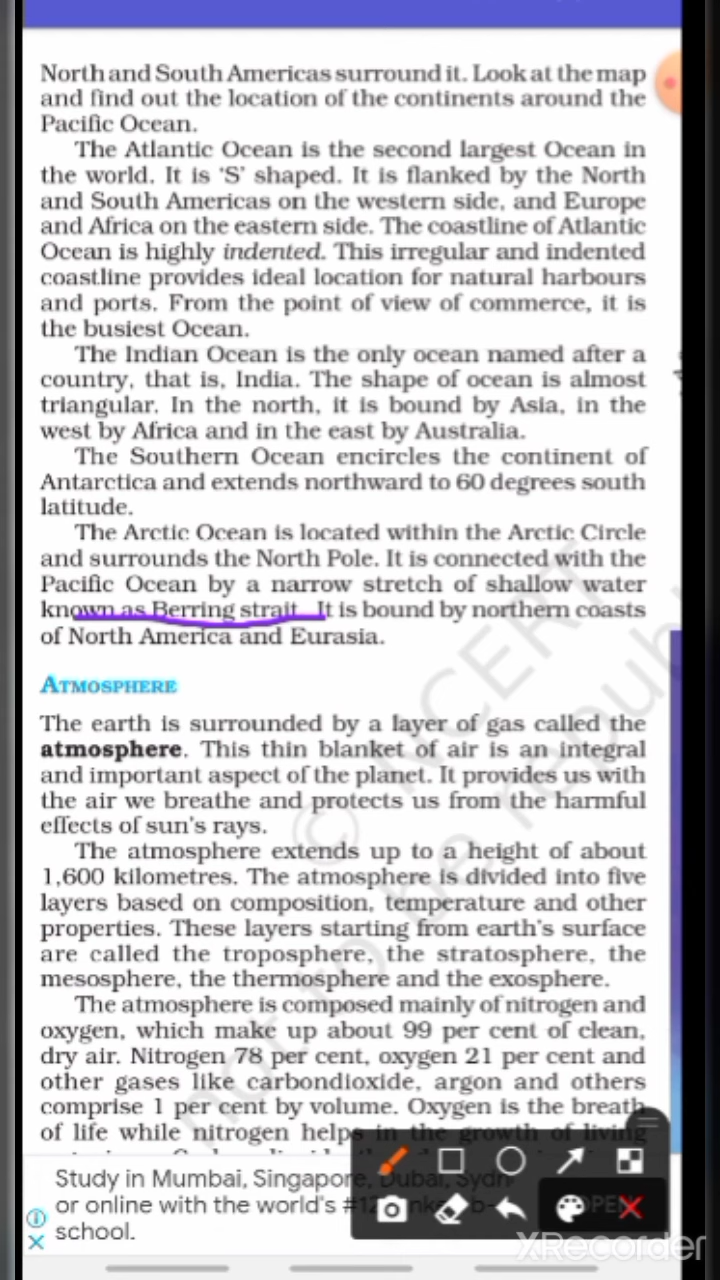 North and South Americas surround it. Look at the map
and find out the location of the continents around the
Pacific Ocean.
The Atlantic Ocean is the second largest Ocean in
the world. It is ‘S’ shaped. It is flanked by the North
and South Americas on the western side, and Europe
and Africa on the eastern side. The coastline of Atlantic
Ocean is highly indented. This irregular and indented
coastline provides ideal location for natural harbours
and ports. From the point of view of commerce, it is
the busiest Ocean.
The Indian Ocean is the only ocean named after a
country, that is, India. The shape of ocean is almost
triangular. In the north, it is bound by Asia, in the
west by Africa and in the east by Australia.
The Southern Ocean encircles the continent of
Antarctica and extends northward to 60 degrees south
latitude.
The Arctic Ocean is located within the Arctic Circle
and surrounds the North Pole. It is connected with the
Pacific Ocean by a narrow stretch of shallow water
known as Berring strait. It is bound by northern coasts
of North America and Eurasia.
ATMOSPHERE
The earth is surrounded by a layer of gas called the
atmosphere. This thin blanket of air is an integral
and important aspect of the planet. It provides us with
the air we breathe and protects us from the harmful
effects of sun's rays.
The atmosphere extends up to a height of about
1,600 kilometres. The atmosphere is divided into five
layers based on composition, temperature and other
properties. These layers starting from earth's surface
are called the troposphere, the stratosphere, the
mesosphere, the thermosphere and the exosphere.
The atmosphere is composed mainly of nitrogen and
oxygen, which make up about 99 per cent of clean,
dry air. Nitrogen 78 per cent, oxygen 21 per cent and
other gases like carbondioxide, argon and others
comprise 1 per cent by volume. Oxygen is the breath
of life while nitrogen helps in the growth of living
© NCERT
not to be republ
Study in Mumbai, Singapore, Dubai, Sydn
or online with the world's
school.
OPEN
XRecorder